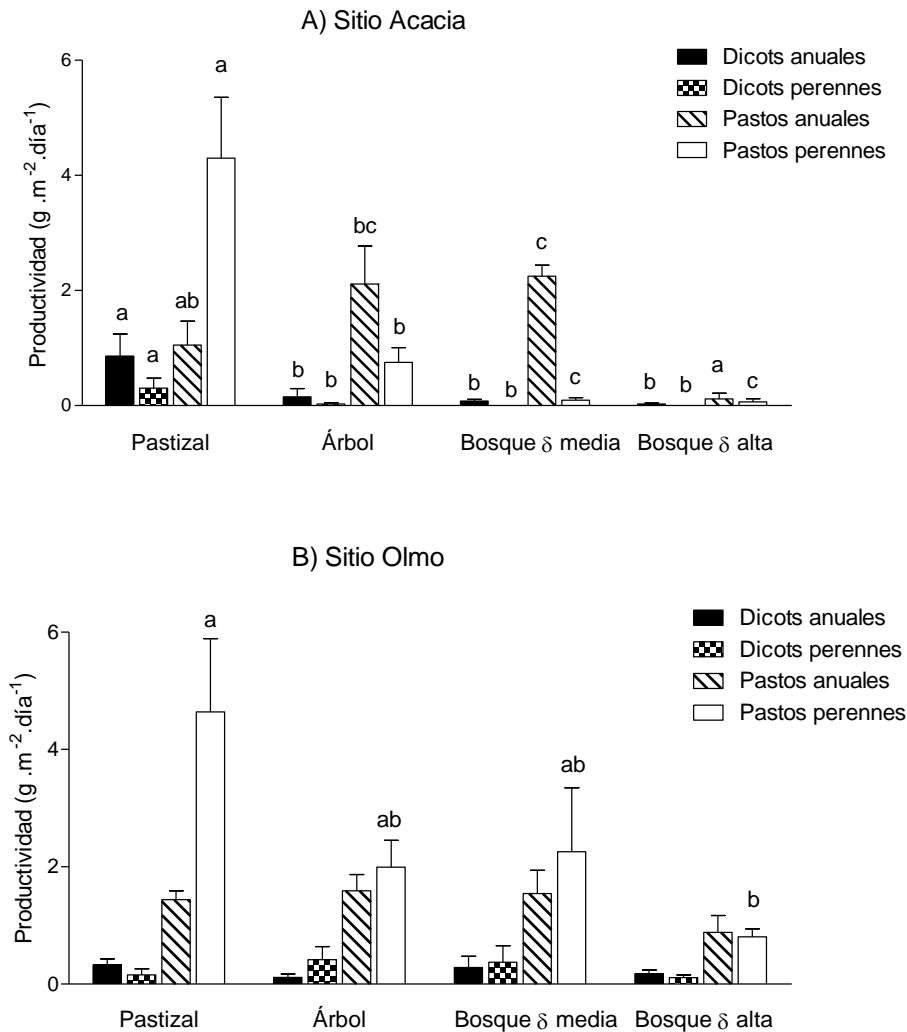 A) Sitio Acacia
Dicots anuales
Dicots perennes
Pastos anuales
Pastos perennes
Productividad (g .m-2.día-1)
6
4
2
0
a
a
ab
a
b
b
bc
b
b
b
c
c
b
b
a
c
Pastizal
Árbol
Bosque δ media
Bosque δ alta
B) Sitio Olmo
Dicots anuales
Dicots perennes
Pastos anuales
Pastos perennes
Productividad (g .m-2.día-1)
6
4
2
0
a
ab
ab
b
Pastizal
Árbol
Bosque δ media
Bosque δ alta